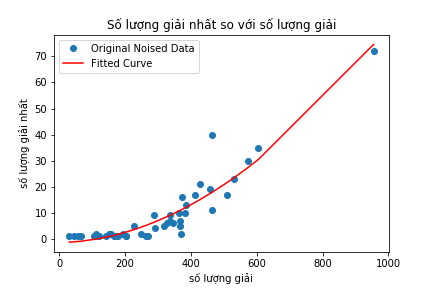 Số lượng giải nhất so với số lượng giải
Original Noised Data
Fitted Curve
số lượng giải nhất
70
60
50
40
30
20
10
0
0 200 400 600 800 1000
số lượng giải